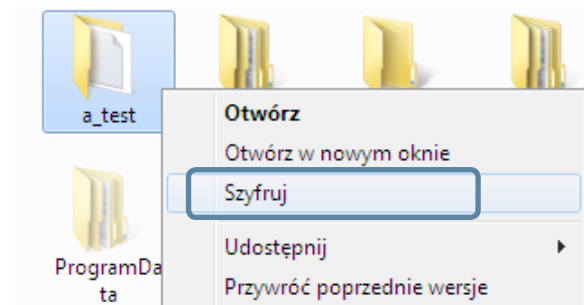 a_test
Otwórz
Otwórz w nowym oknie
Szyfruj
Udostępnij
Przywróć poprzednie wersje
ProgramDa
ta